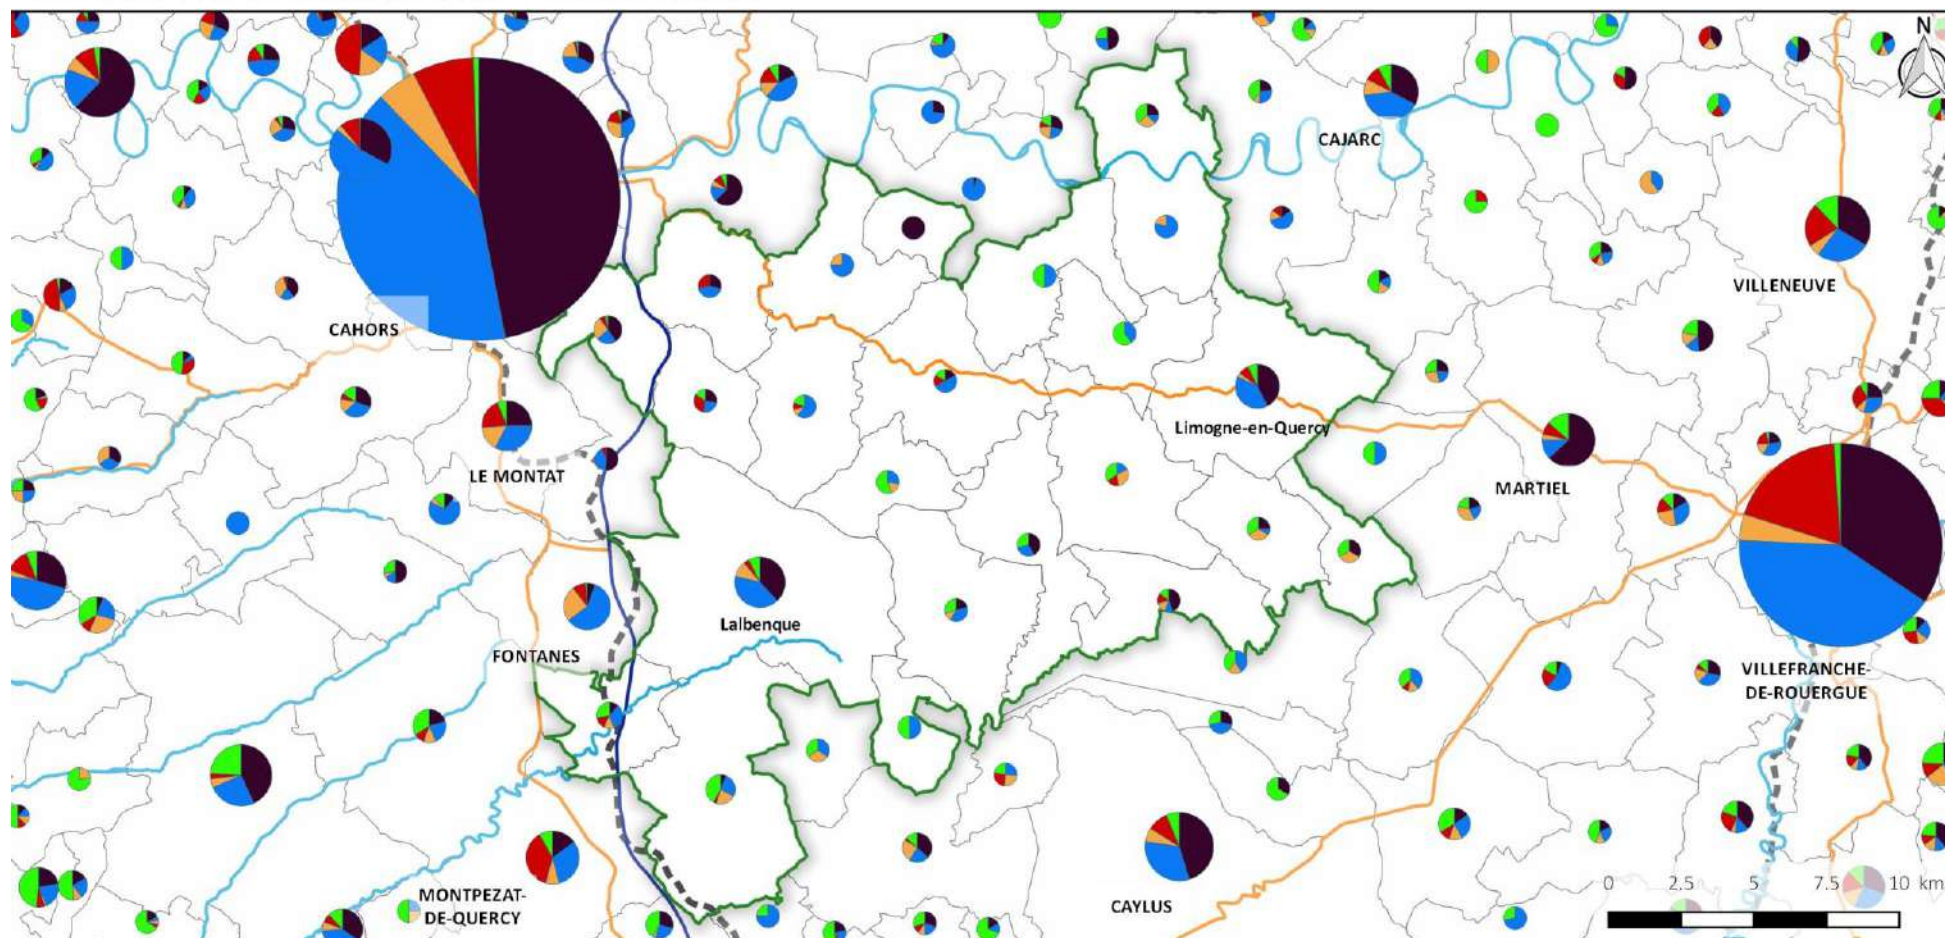 N
CAJARC
VILLENEUVE
CAHORS
Limogne-en-Quercy
LE MONTAT
MARTIEL
Lalbenque
FONTANES
VILLEFRANCHE-
DE-ROUERGUE
MONTPEZAT-
DE-QUERCY
CAYLUS
0 2.5 5 7.5 10 km